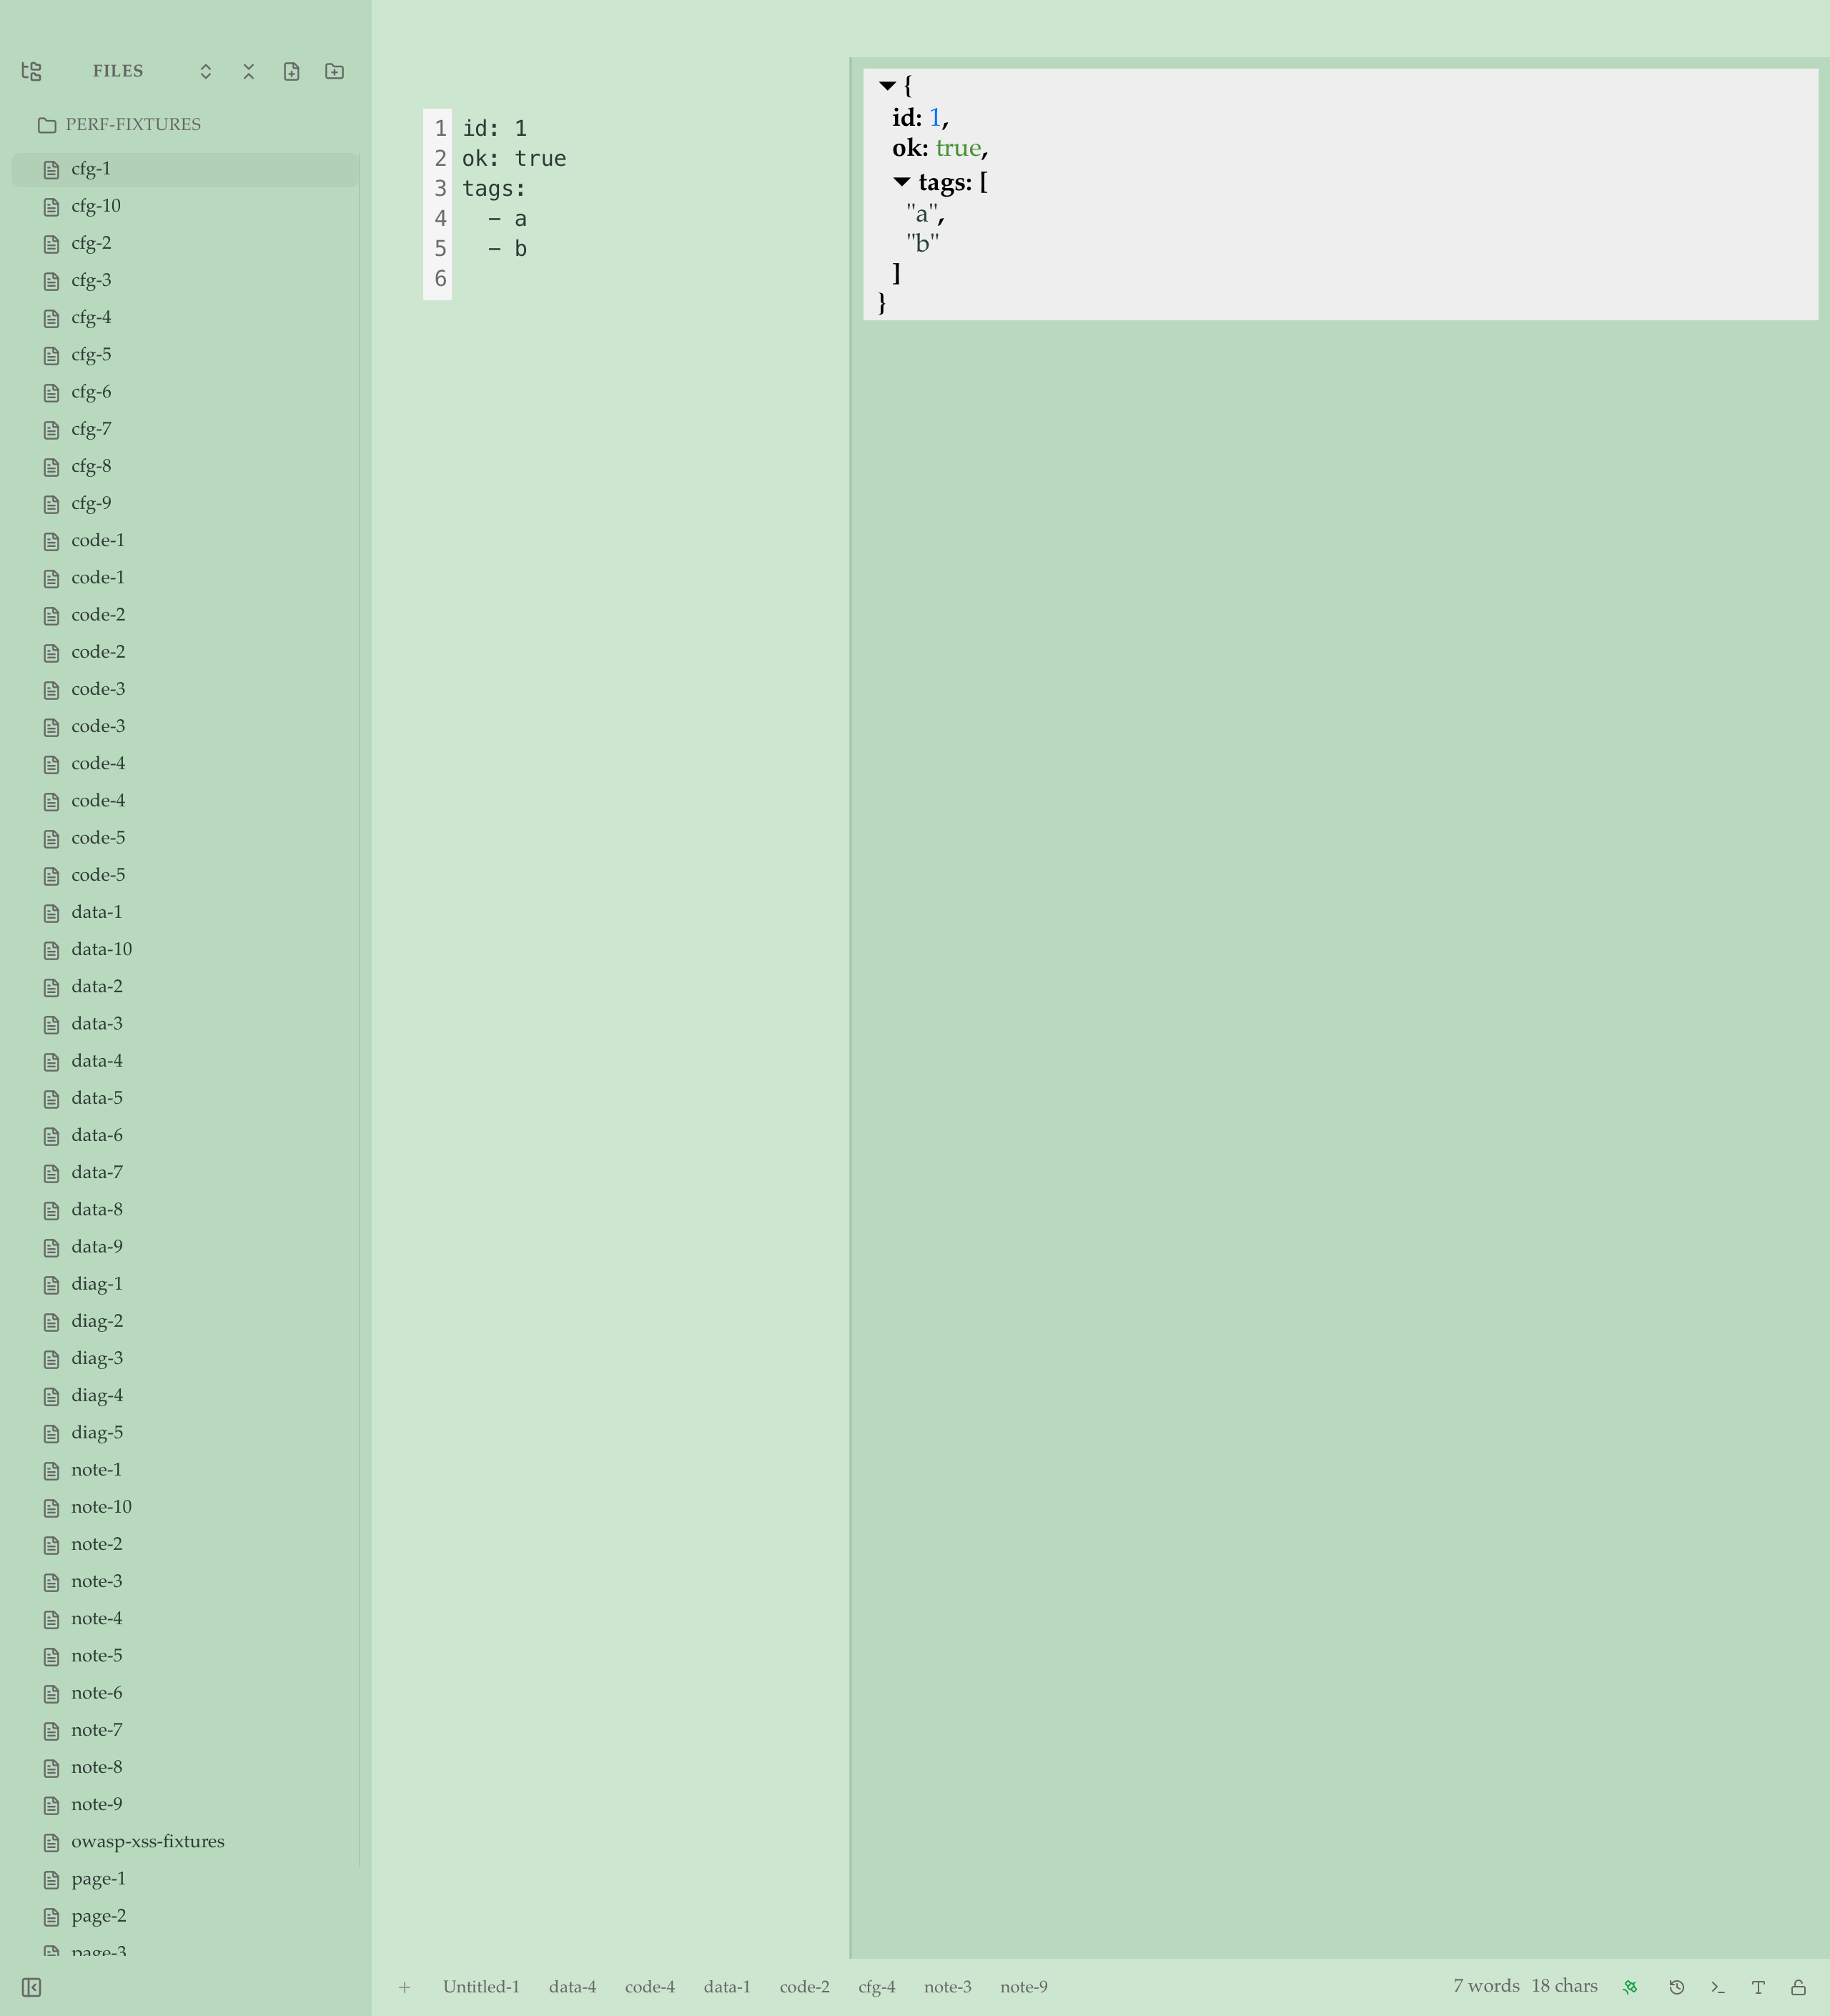 FILES
PERF-FIXTURES
cfg-1
cfg-10
cfg-2
cfg-3
cfg-4
cfg-5
cfg-6
cfg-7
cfg-8
cfg-9
code-1
code-1
code-2
code-2
code-3
code-3
code-4
code-4
code-5
code-5
data-1
data-10
data-2
data-3
data-4
data-5
data-6
data-7
data-8
data-9
diag-1
diag-2
diag-3
diag-4
diag-5
note-1
note-10
note-2
note-3
note-4
note-5
note-6
note-7
note-8
note-9
owasp-xss-fixtures
page-1
page-2
page-3
1 id: 1
2 ok: true
3 tags:
4   - a
5   - b
6
{
id: 1,
ok: true,
tags: [
"a",
"b"
]
}
+ Untitled-1 data-4 code-4 data-1 code-2 cfg-4 note-3 note-9 7 words 18 chars